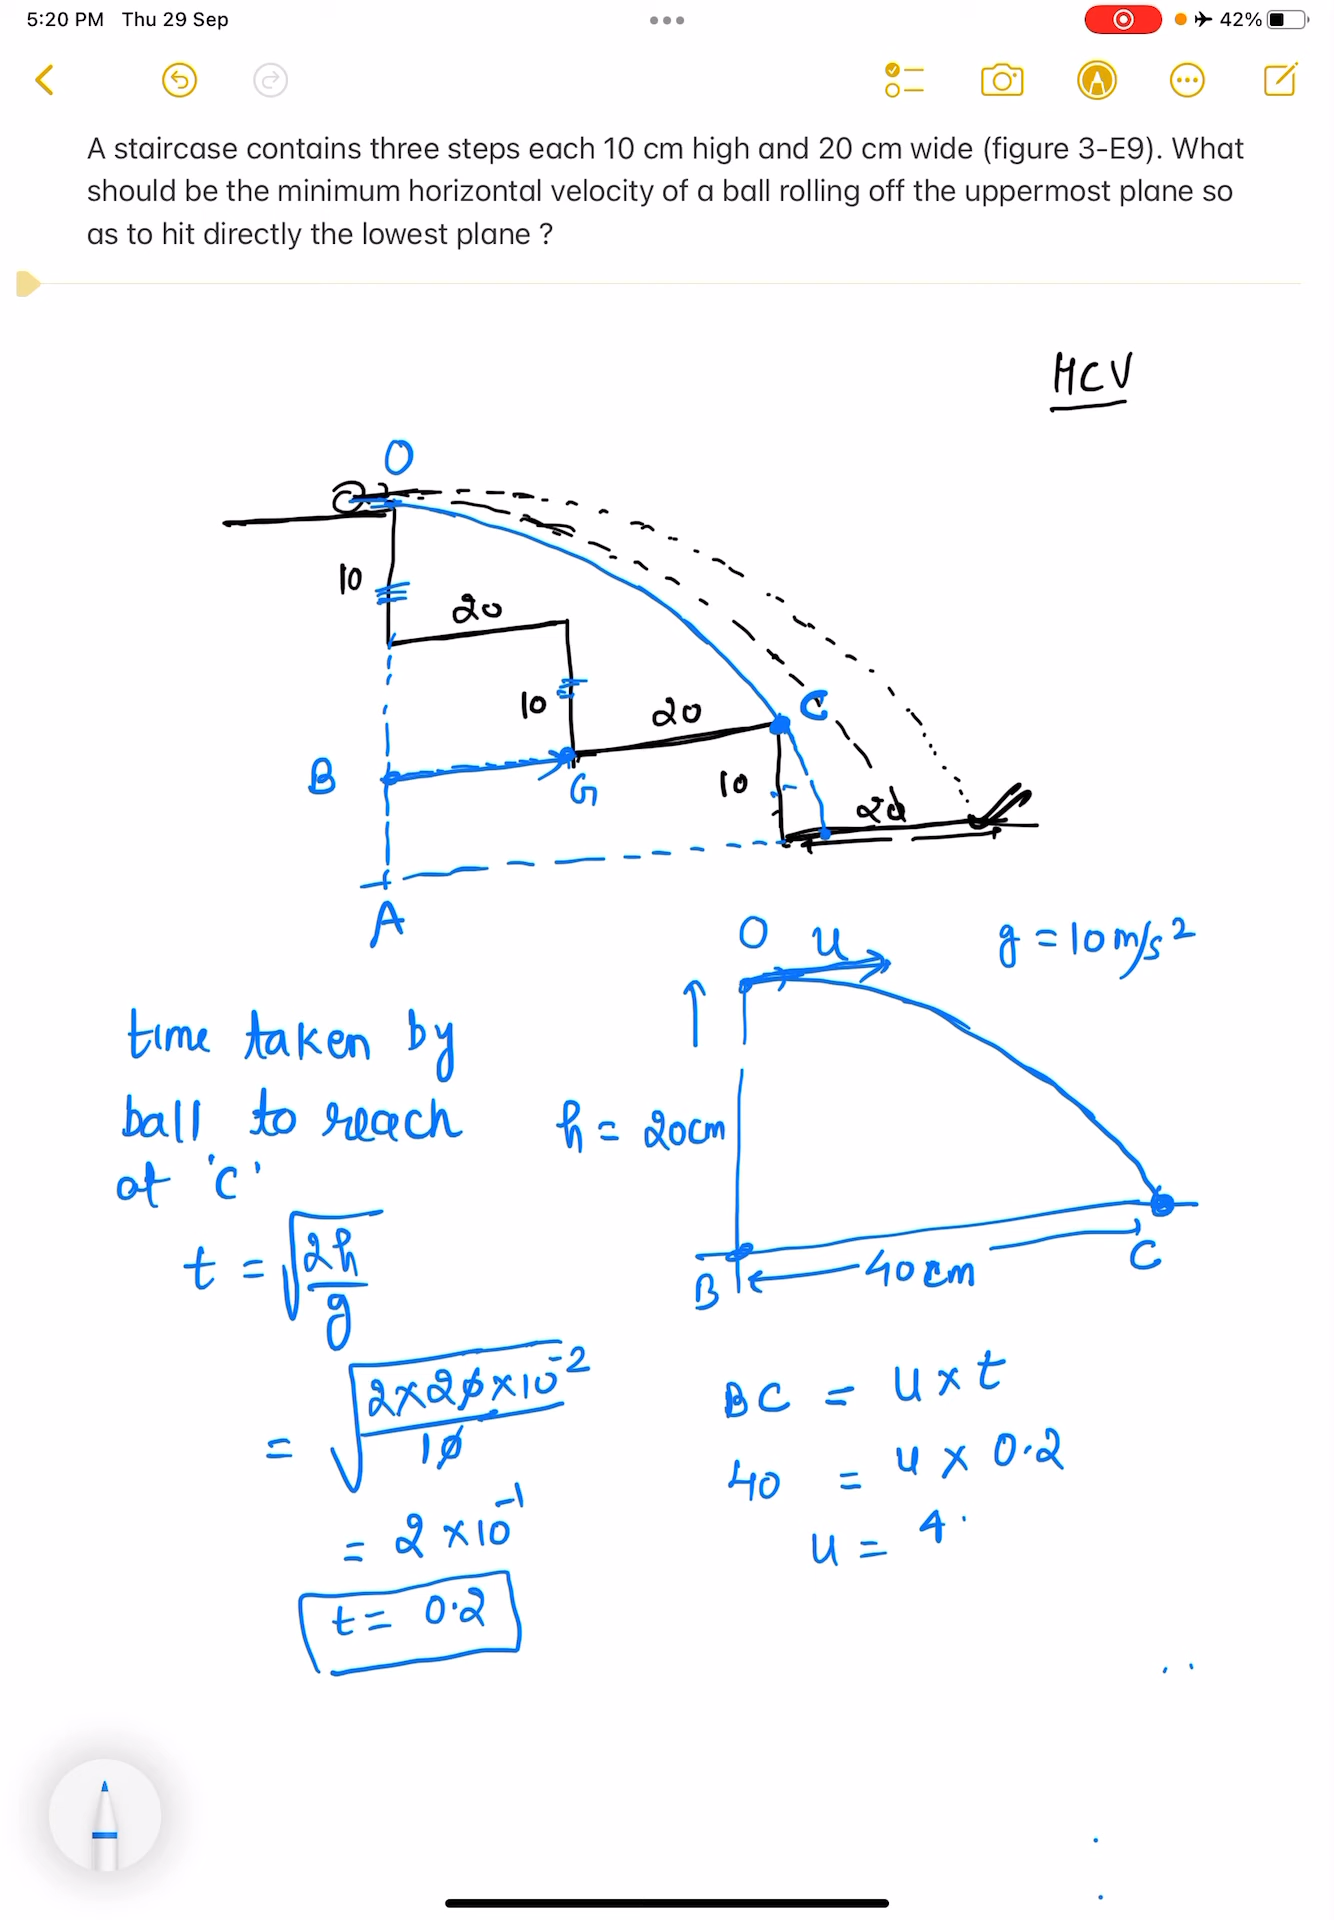 5:20 PM Thu 29 Sep
42%
A staircase contains three steps each 10 cm high and 20 cm wide (figure 3-E9). What
should be the minimum horizontal velocity of a ball rolling off the uppermost plane so
as to hit directly the lowest plane ?
HCV
O
10
20
10
20
C
B
G
10
20
A
O u
g = 10 m/s²
time taken by
ball to reach
at 'C'
h = 20cm
B
40 cm
C
t = √(2h/g)
= √(2×20×10⁻²/10)
= 2 × 10⁻¹
t = 0.2
BC = u × t
40 = u × 0.2
u = 4.